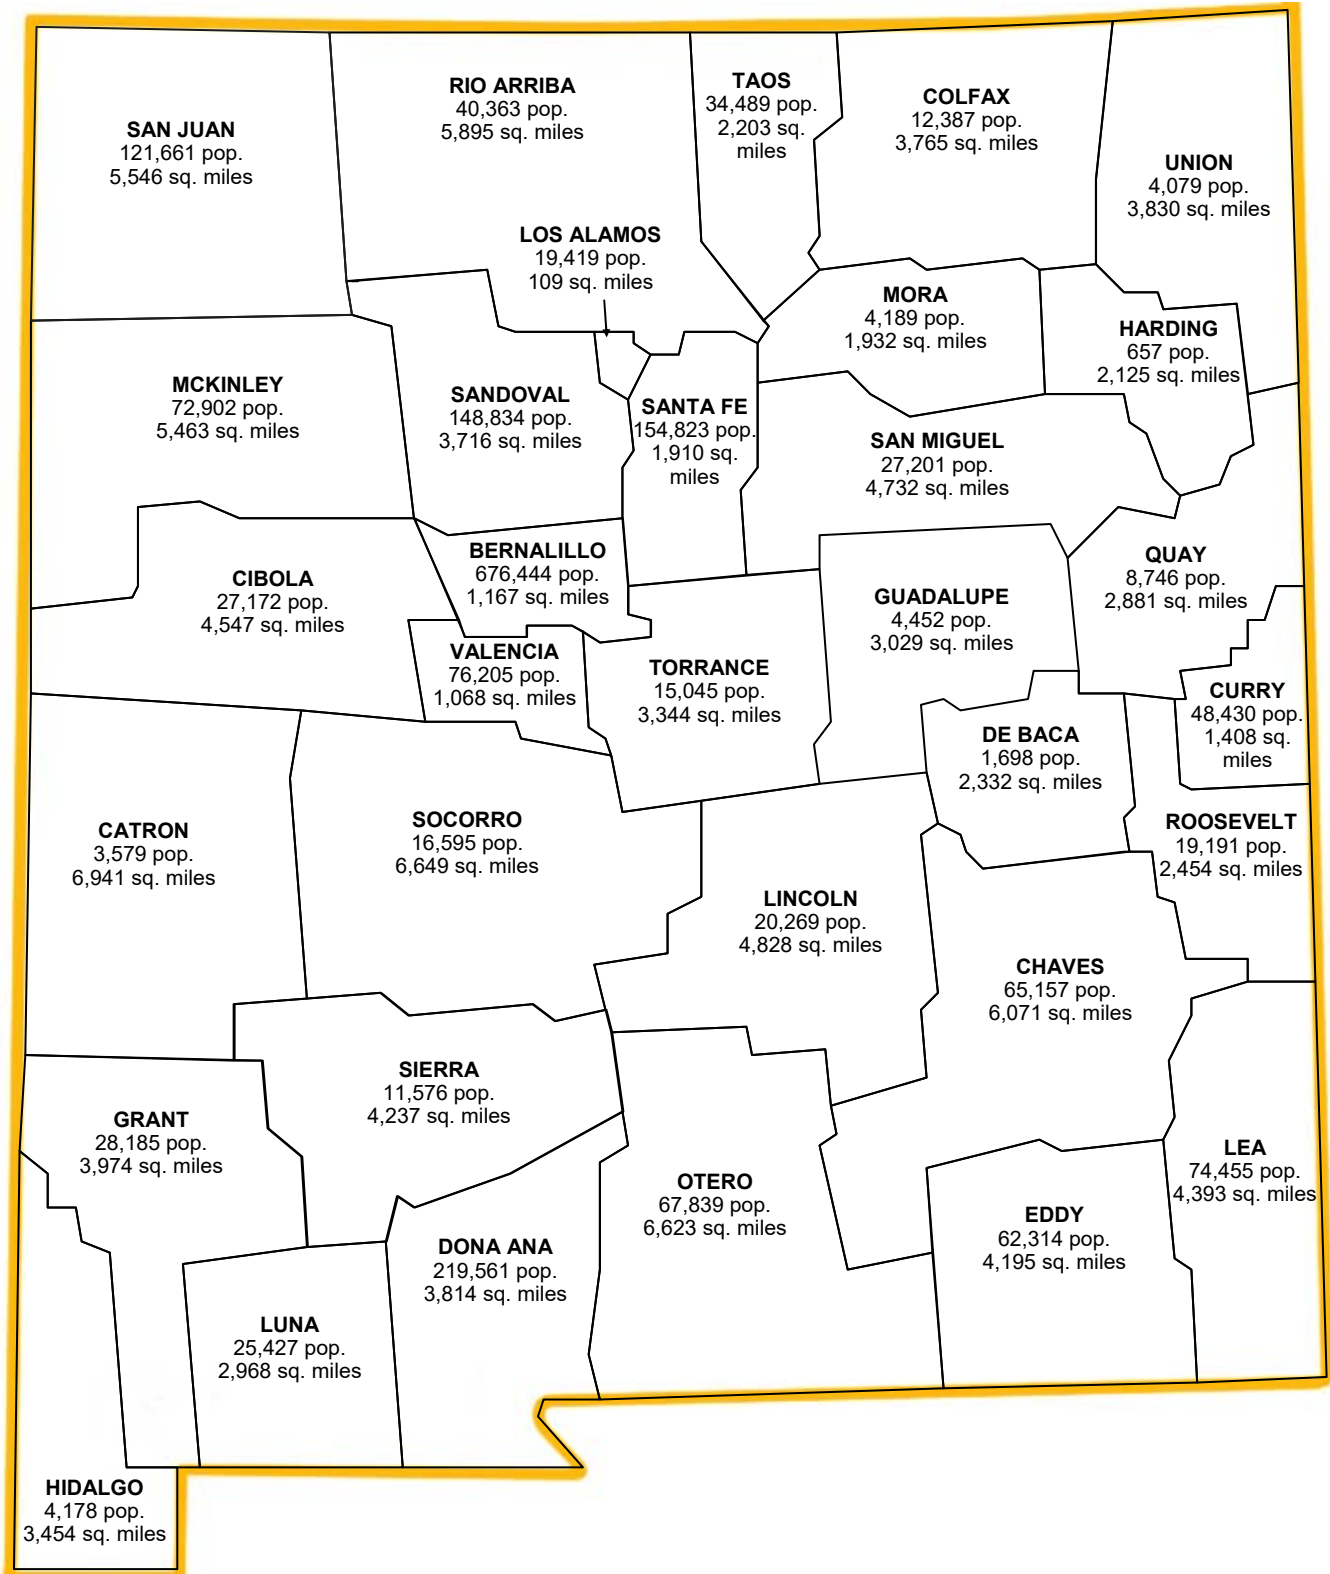 SAN JUAN
121,661 pop.
5,546 sq. miles
RIO ARRIBA
40,363 pop.
5,895 sq. miles
TAOS
34,489 pop.
2,203 sq.
miles
COLFAX
12,387 pop.
3,765 sq. miles
UNION
4,079 pop.
3,830 sq. miles
LOS ALAMOS
19,419 pop.
109 sq. miles
MORA
4,189 pop.
1,932 sq. miles
HARDING
657 pop.
2,125 sq. miles
MCKINLEY
72,902 pop.
5,463 sq. miles
SANDOVAL
148,834 pop.
3,716 sq. miles
SANTA FE
154,823 pop.
1,910 sq.
miles
SAN MIGUEL
27,201 pop.
4,732 sq. miles
CIBOLA
27,172 pop.
4,547 sq. miles
BERNALILLO
676,444 pop.
1,167 sq. miles
QUAY
8,746 pop.
2,881 sq. miles
GUADALUPE
4,452 pop.
3,029 sq. miles
VALENCIA
76,205 pop.
1,068 sq. miles
TORRANCE
15,045 pop.
3,344 sq. miles
CURRY
48,430 pop.
1,408 sq.
miles
DE BACA
1,698 pop.
2,332 sq. miles
CATRON
3,579 pop.
6,941 sq. miles
SOCORRO
16,595 pop.
6,649 sq. miles
ROOSEVELT
19,191 pop.
2,454 sq. miles
LINCOLN
20,269 pop.
4,828 sq. miles
CHAVES
65,157 pop.
6,071 sq. miles
SIERRA
11,576 pop.
4,237 sq. miles
GRANT
28,185 pop.
3,974 sq. miles
OTERO
67,839 pop.
6,623 sq. miles
LEA
74,455 pop.
4,393 sq. miles
EDDY
62,314 pop.
4,195 sq. miles
DONA ANA
219,561 pop.
3,814 sq. miles
LUNA
25,427 pop.
2,968 sq. miles
HIDALGO
4,178 pop.
3,454 sq. miles